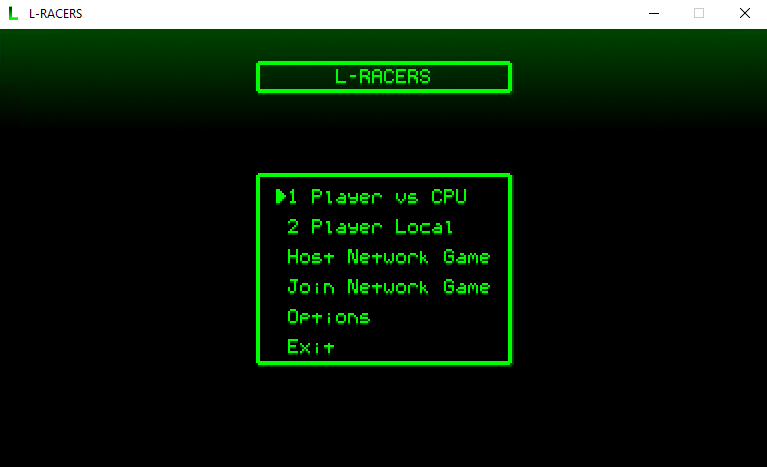 L-RACERS
L-RACERS
1 Player vs CPU
2 Player Local
Host Network Game
Join Network Game
Options
Exit